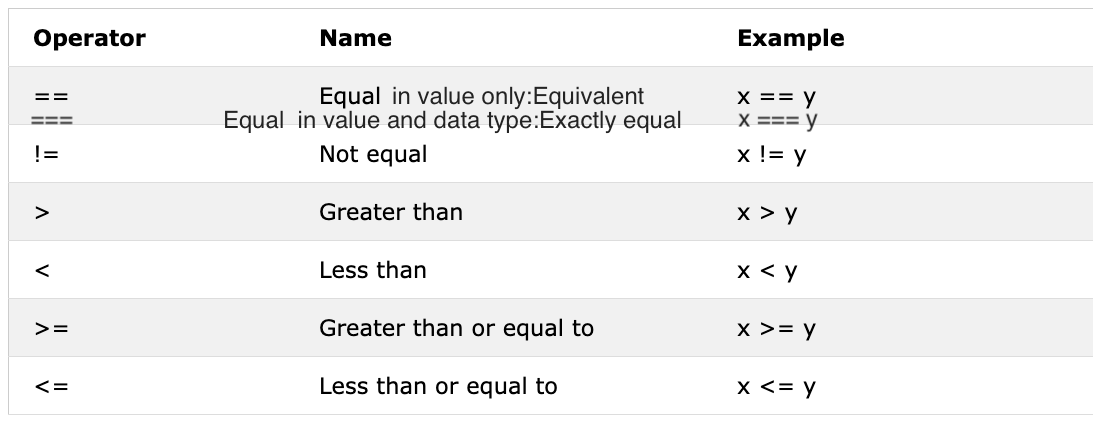 Operator Name Example
== Equal in value only:Equivalent x == y
=== Equal in value and data type:Exactly equal x === y
!= Not equal x != y
> Greater than x > y
< Less than x < y
>= Greater than or equal to x >= y
<= Less than or equal to x <= y